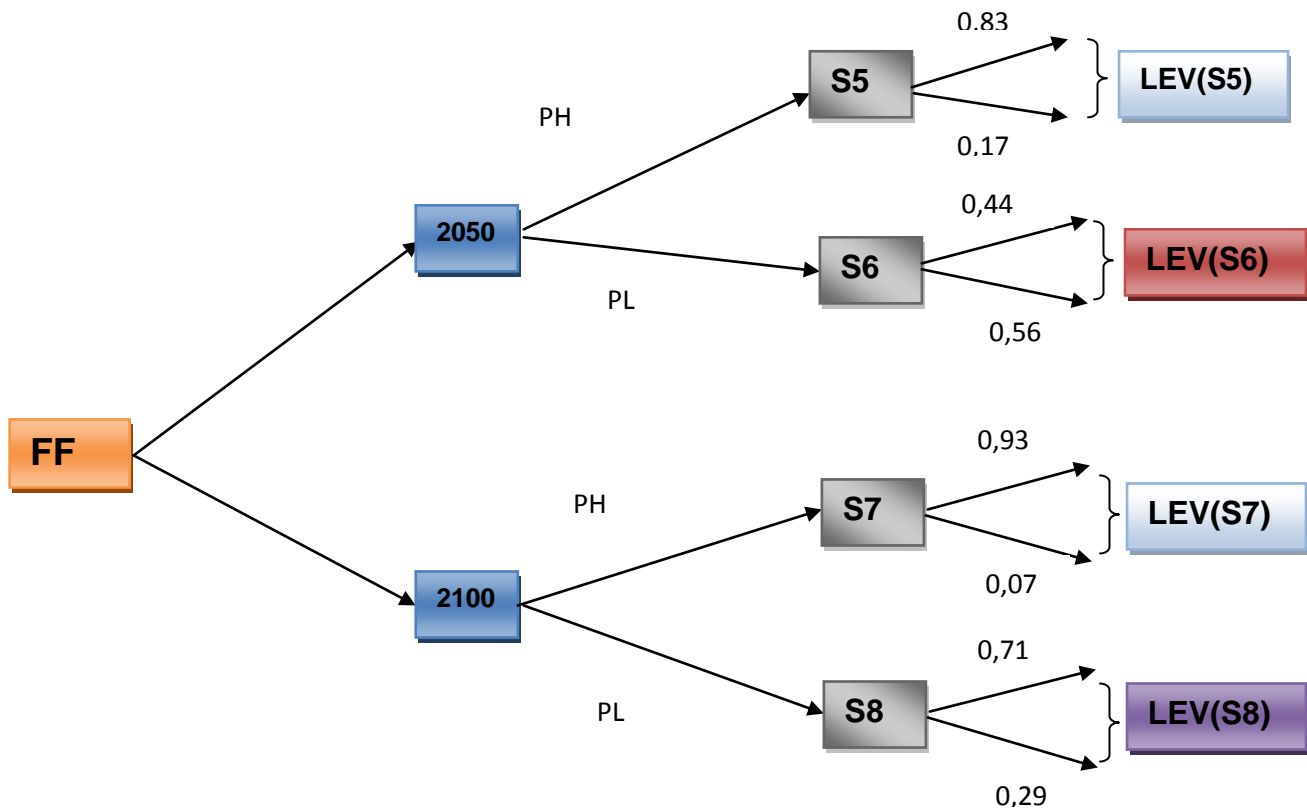 0,83
S5
LEV(S5)
PH
0,17
2050
0,44
S6
LEV(S6)
PL
0,56
FF
0,93
PH
S7
LEV(S7)
0,07
2100
0,71
PL
S8
LEV(S8)
0,29